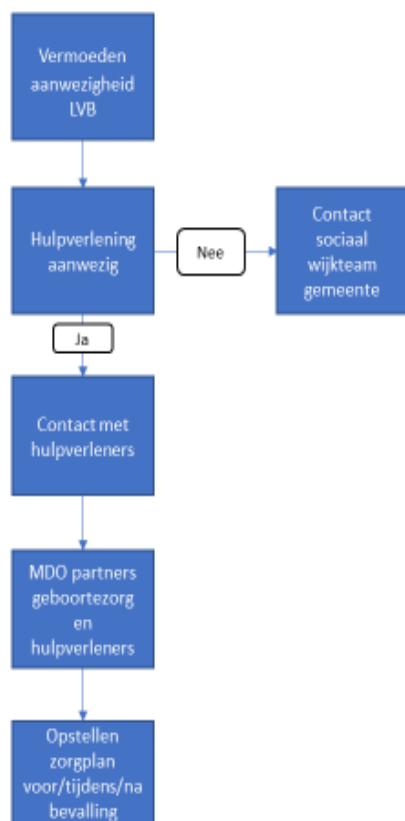 Vermoeden
aanwezigheid
LVB
Hulpverlening
aanwezig
Nee
Contact
sociaal
wijkteam
gemeente
Ja
Contact met
hulpverleners
MDO partners
geboortezorg
en
hulpverleners
Opstellen
zorgplan
voor/tijdens/na
bevalling